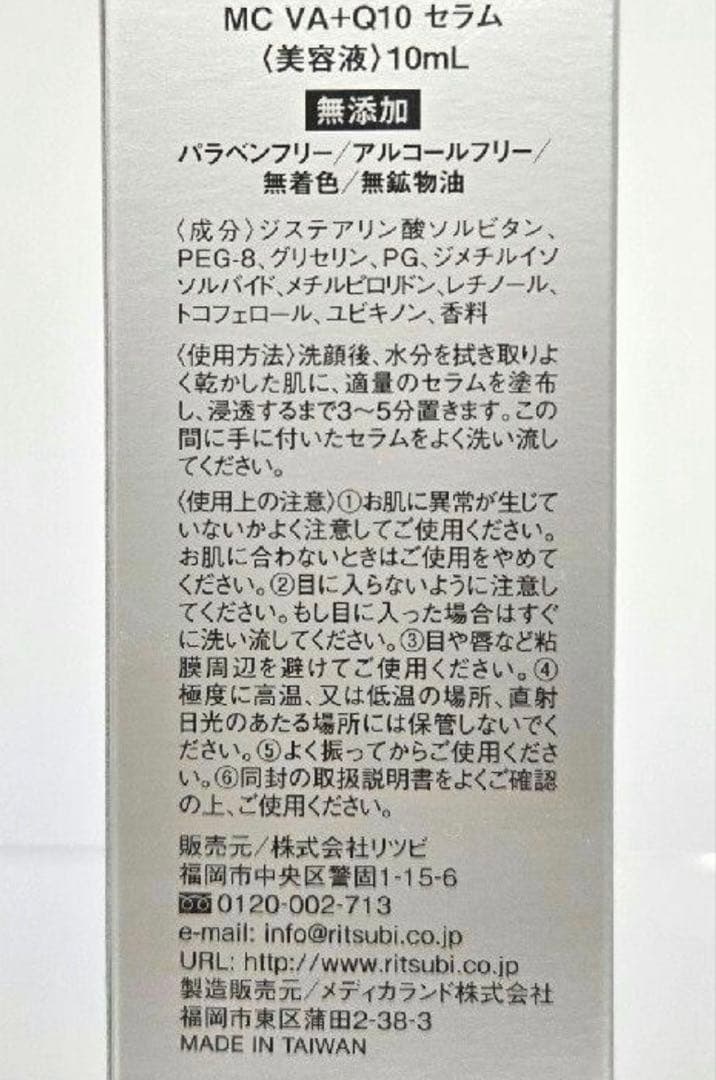 MC VA+Q10 セラム
〈美容液〉10mL
無添加
パラベンフリー/アルコールフリー/
無着色/無鉱物油
〈成分〉ジステアリン酸ソルビタン、
PEG-8、グリセリン、PG、ジメチルイソ
ソルバイド、メチルピロリドン、レチノール、
トコフェロール、ユビキノン、香料
〈使用方法〉洗顔後、水分を拭き取りよ
く乾かした肌に、適量のセラムを塗布
し、浸透するまで3～5分置きます。この
間に手に付いたセラムをよく洗い流し
てください。
〈使用上の注意〉①お肌に異常が生じて
いないかよく注意してご使用ください。
お肌に合わないときはご使用をやめて
ください。②目に入らないように注意し
てください。もし目に入った場合はすぐ
に洗い流してください。③目や唇など粘
膜周辺を避けてご使用ください。④
極度に高温、又は低温の場所、直射
日光のあたる場所には保管しないでく
ださい。⑤よく振ってからご使用くださ
い。⑥同封の取扱説明書をよくご確認
の上、ご使用ください。
販売元/株式会社リツビ
福岡市中央区警固1-15-6
0120-002-713
e-mail: info@ritsubi.co.jp
URL: http://www.ritsubi.co.jp
製造販売元/メディカランド株式会社
福岡市東区蒲田2-38-3
MADE IN TAIWAN